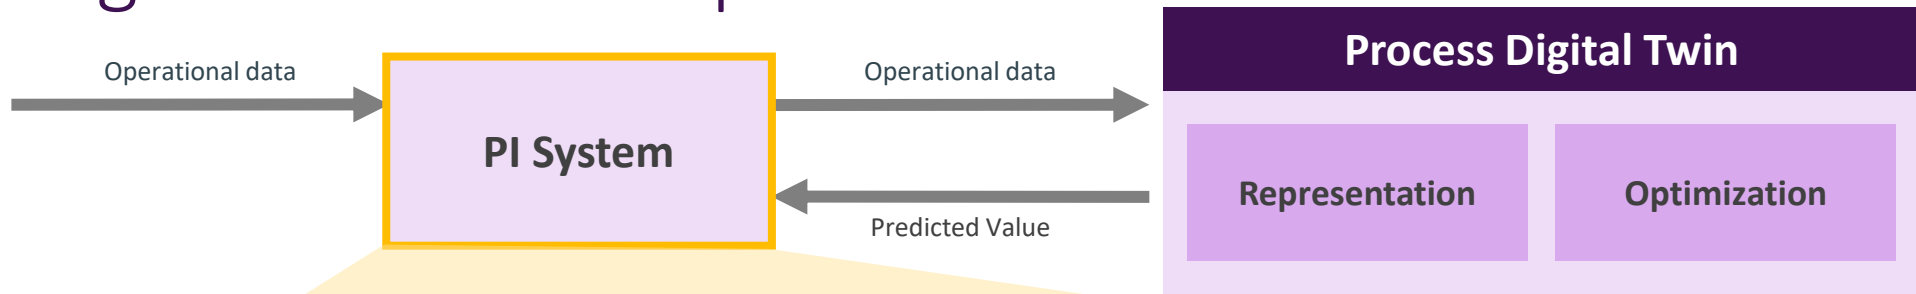 Operational data
PI System
Operational data
Predicted Value
Process Digital Twin
Representation
Optimization